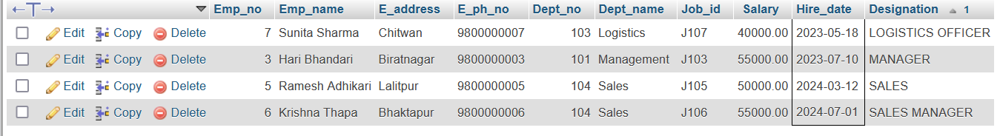 Emp_no Emp_name E_address E_ph_no Dept_no Dept_name Job_id Salary Hire_date Designation 1
Edit Copy Delete 7 Sunita Sharma Chitwan 9800000007 103 Logistics J107 40000.00 2023-05-18 LOGISTICS OFFICER
Edit Copy Delete 3 Hari Bhandari Biratnagar 9800000003 101 Management J103 55000.00 2023-07-10 MANAGER
Edit Copy Delete 5 Ramesh Adhikari Lalitpur 9800000005 104 Sales J105 50000.00 2024-03-12 SALES
Edit Copy Delete 6 Krishna Thapa Bhaktapur 9800000006 104 Sales J106 55000.00 2024-07-01 SALES MANAGER